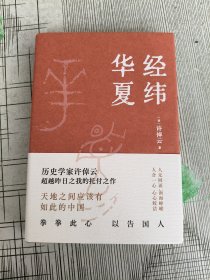 经纬
华夏
许倬云 著
历史学家许倬云
超越昨日之我的托付之作
天地之间应该有
如此的中国
拳拳此心 以告国人